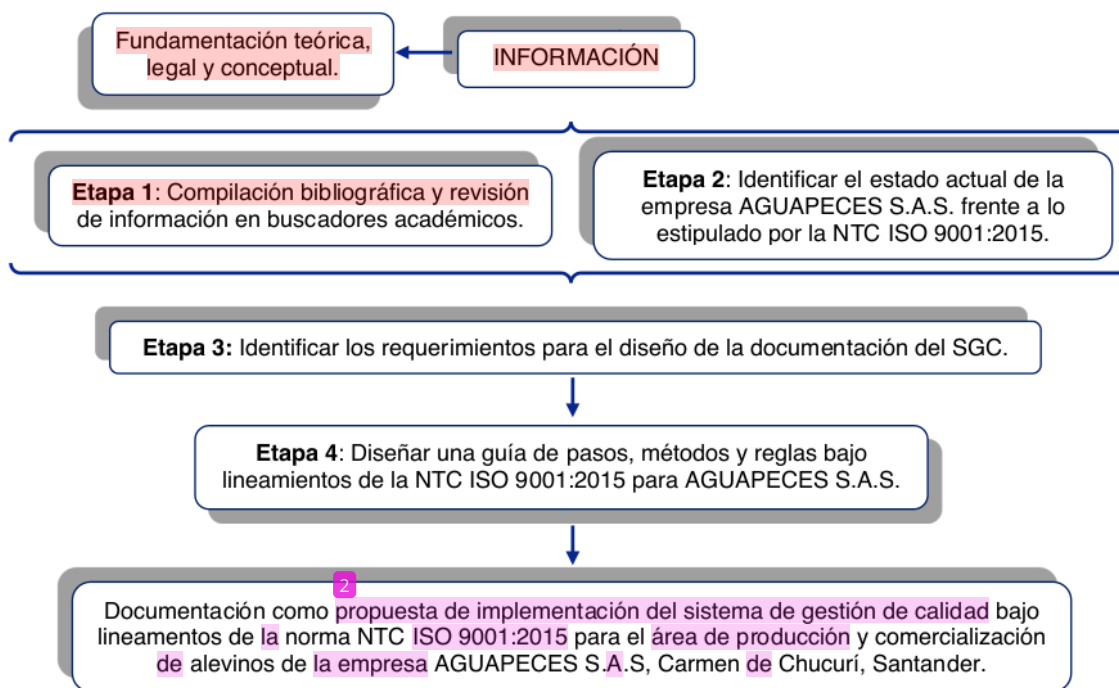 Fundamentación teórica,
legal y conceptual.
INFORMACIÓN
Etapa 1: Compilación bibliográfica y revisión
de información en buscadores académicos.
Etapa 2: Identificar el estado actual de la
empresa AGUAPECES S.A.S. frente a lo
estipulado por la NTC ISO 9001:2015.
Etapa 3: Identificar los requerimientos para el diseño de la documentación del SGC.
Etapa 4: Diseñar una guía de pasos, métodos y reglas bajo
lineamientos de la NTC ISO 9001:2015 para AGUAPECES S.A.S.
2
Documentación como propuesta de implementación del sistema de gestión de calidad bajo
lineamentos de la norma NTC ISO 9001:2015 para el área de producción y comercialización
de alevinos de la empresa AGUAPECES S.A.S, Carmen de Chucurí, Santander.